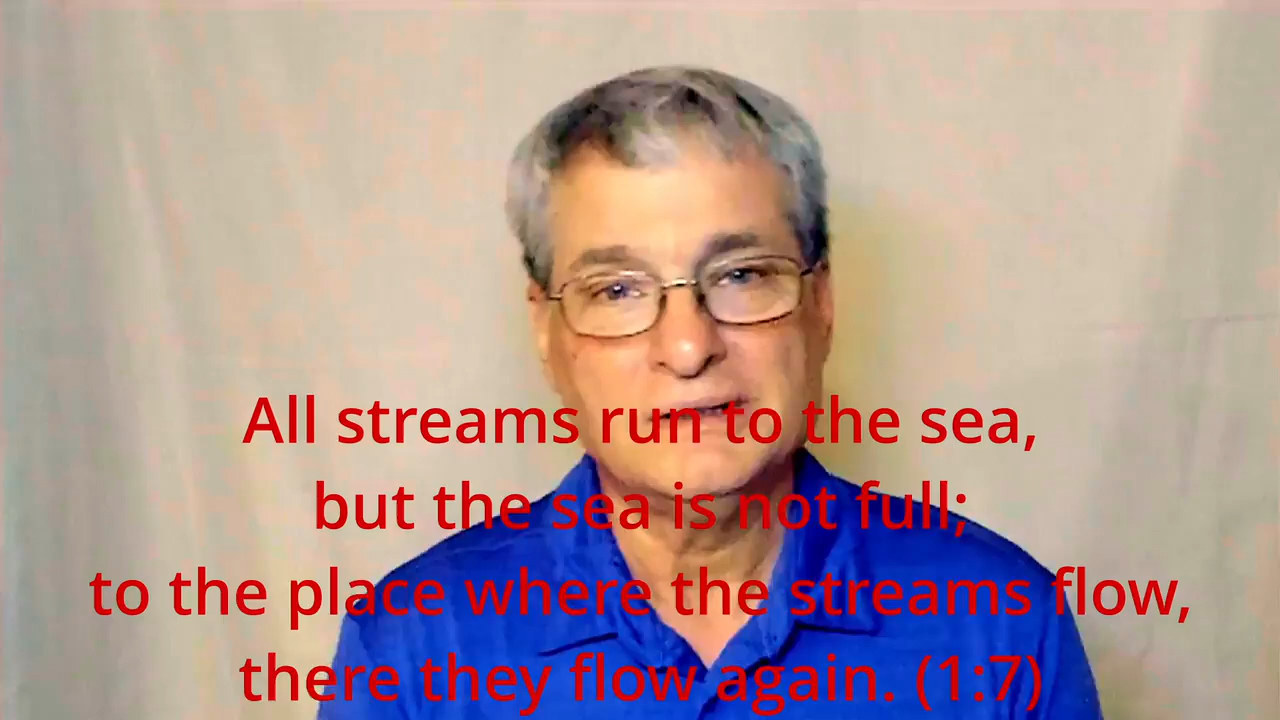 All streams run to the sea,
but the sea is not full;
to the place where the streams flow,
there they flow again. (1:7)